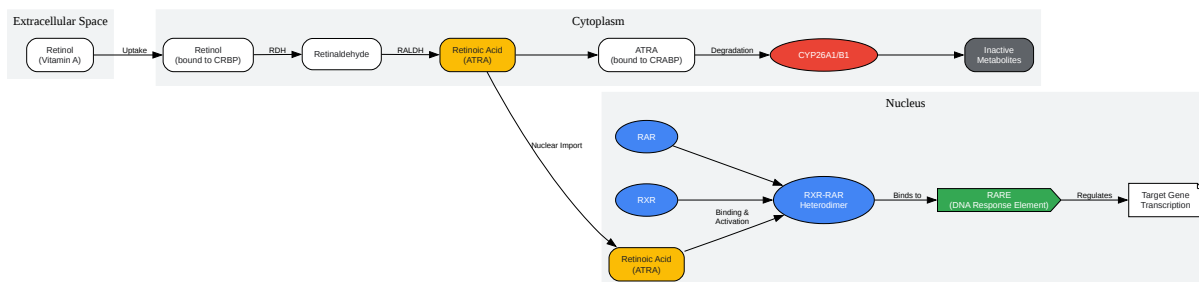 Extracellular Space
Cytoplasm
Retinol
(Vitamin A)
Uptake
Retinol
(bound to CRBP)
RDH
Retinaldehyde
RALDH
Retinoic Acid
(ATRA)
ATRA
(bound to CRABP)
Degradation
CYP26A1/B1
Inactive
Metabolites
Nuclear Import
Nucleus
RAR
RXR
Retinoic Acid
(ATRA)
Binding &
Activation
RXR-RAR
Heterodimer
Binds to
RARE
(DNA Response Element)
Regulates
Target Gene
Transcription